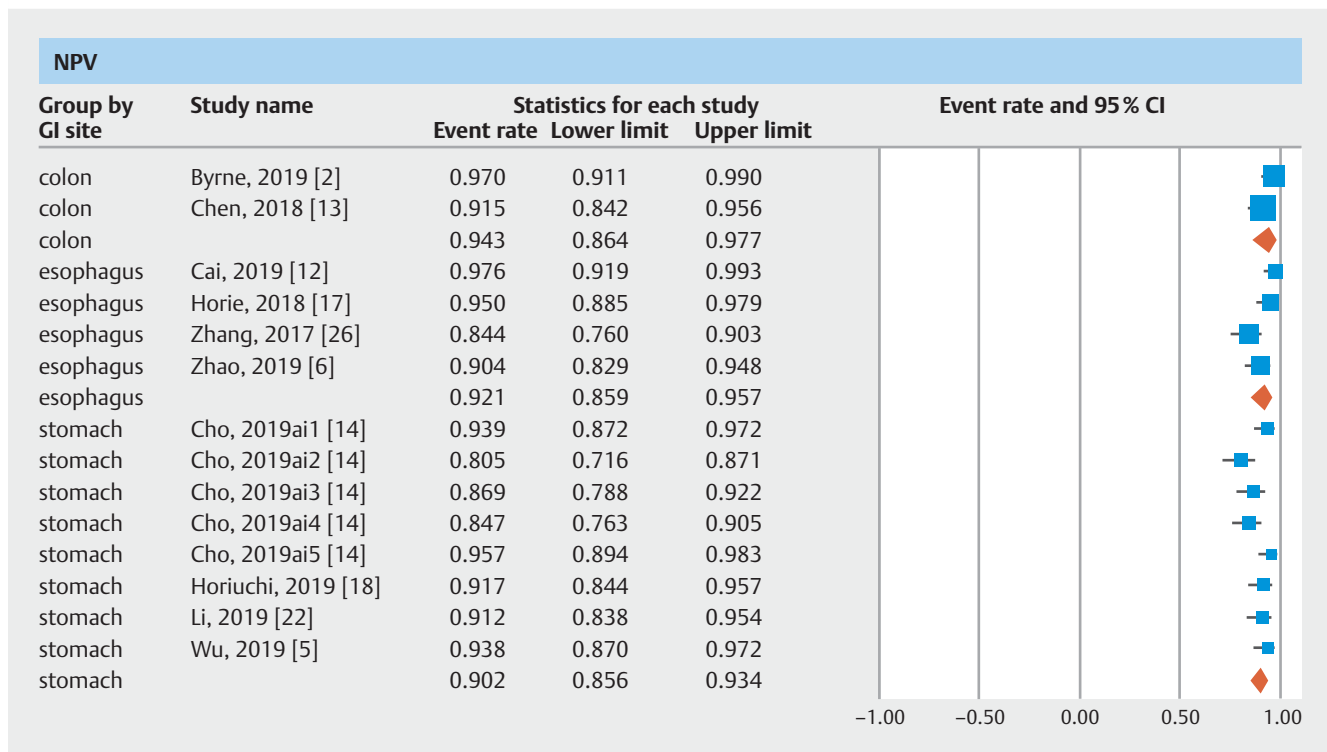 NPV
Group by Study name Statistics for each study Event rate and 95% CI
GI site Event rate Lower limit Upper limit
colon Byrne, 2019 [2] 0.970 0.911 0.990
colon Chen, 2018 [13] 0.915 0.842 0.956
colon 0.943 0.864 0.977
esophagus Cai, 2019 [12] 0.976 0.919 0.993
esophagus Horie, 2018 [17] 0.950 0.885 0.979
esophagus Zhang, 2017 [26] 0.844 0.760 0.903
esophagus Zhao, 2019 [6] 0.904 0.829 0.948
esophagus 0.921 0.859 0.957
stomach Cho, 2019ai1 [14] 0.939 0.872 0.972
stomach Cho, 2019ai2 [14] 0.805 0.716 0.871
stomach Cho, 2019ai3 [14] 0.869 0.788 0.922
stomach Cho, 2019ai4 [14] 0.847 0.763 0.905
stomach Cho, 2019ai5 [14] 0.957 0.894 0.983
stomach Horiuchi, 2019 [18] 0.917 0.844 0.957
stomach Li, 2019 [22] 0.912 0.838 0.954
stomach Wu, 2019 [5] 0.938 0.870 0.972
stomach 0.902 0.856 0.934
−1.00 −0.50 0.00 0.50 1.00